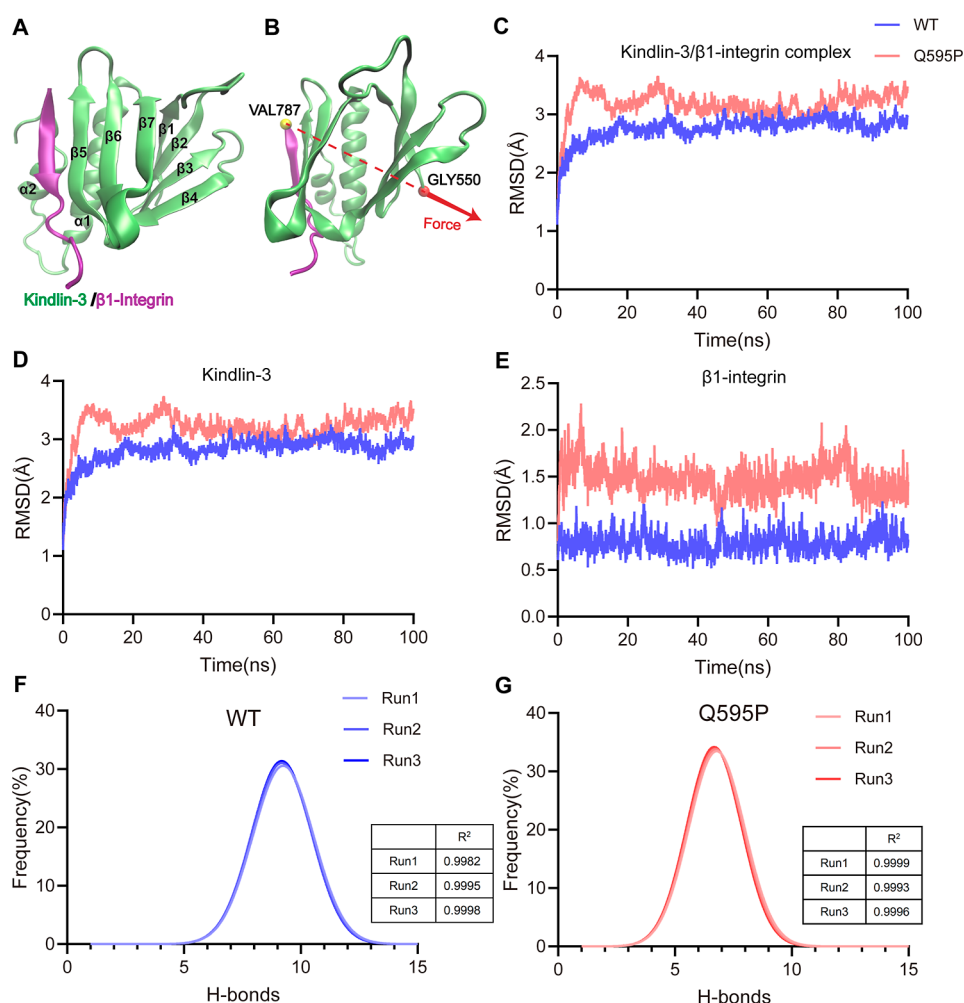 A
β7
β6
β1
β5
β2
β3
α2
β4
α1
Kindlin-3 /β1-Integrin
B
VAL787
GLY550
Force
C
WT
Q595P
Kindlin-3/β1-integrin complex
RMSD(Å)
4
3
2
1
0
0 20 40 60 80 100
Time(ns)
D
Kindlin-3
RMSD(Å)
4
3
2
1
0
0 20 40 60 80 100
Time(ns)
E
β1-integrin
RMSD(Å)
2.5
2.0
1.5
1.0
0.5
0.0
0 20 40 60 80 100
Time(ns)
F
WT
Run1
Run2
Run3
Frequency(%)
40
30
20
10
0
R²
Run1 0.9982
Run2 0.9995
Run3 0.9998
0 5 10 15
H-bonds
G
Q595P
Run1
Run2
Run3
Frequency(%)
40
30
20
10
0
R²
Run1 0.9999
Run2 0.9993
Run3 0.9996
0 5 10 15
H-bonds